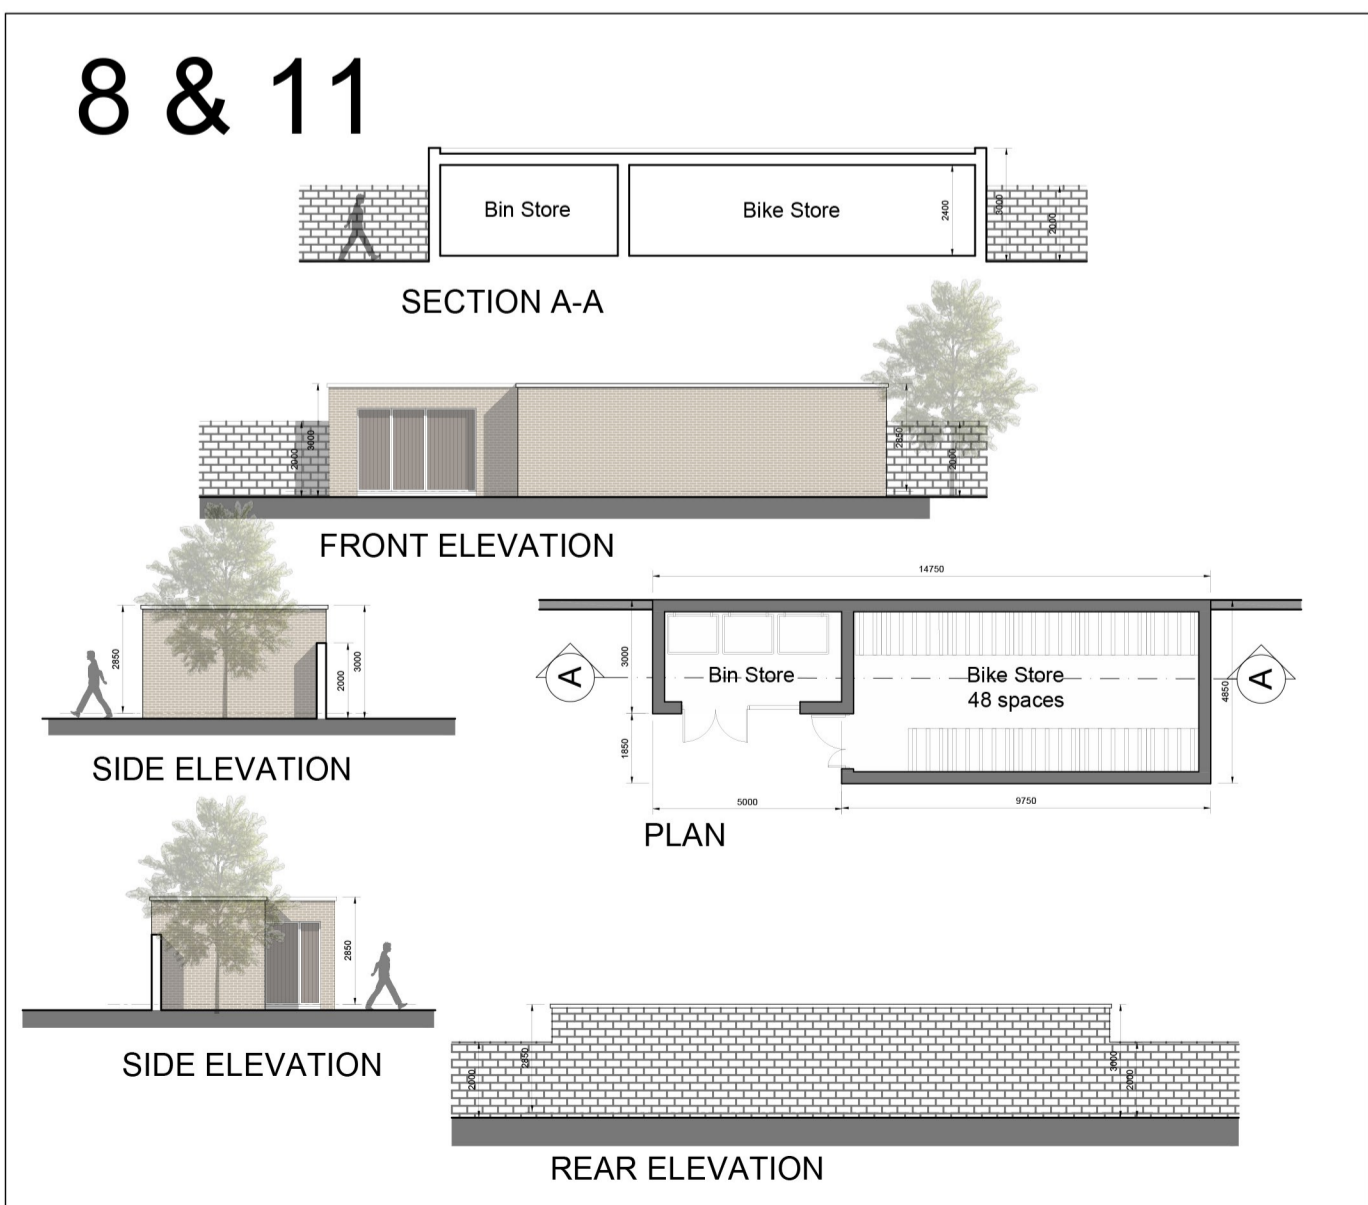 8 & 11
Bin Store
Bike Store
2400
3000
2000
SECTION A-A
2000
3000
2850
2000
FRONT ELEVATION
2850
2000
3000
SIDE ELEVATION
14750
3000
1850
A
Bin Store
Bike Store
48 spaces
A
4850
5000
9750
PLAN
2850
SIDE ELEVATION
2000
2850
3000
2000
REAR ELEVATION